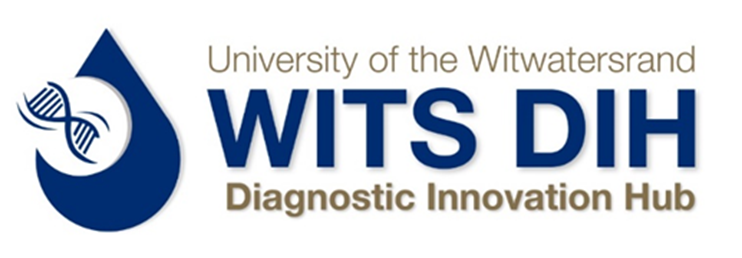 University of the Witwatersrand
WITS DIH
Diagnostic Innovation Hub